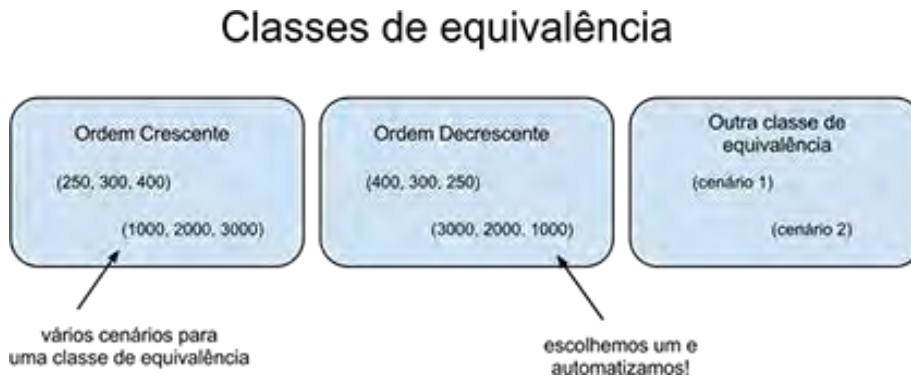 Classes de equivalência
Ordem Crescente
(250, 300, 400)
(1000, 2000, 3000)
Ordem Decrescente
(400, 300, 250)
(3000, 2000, 1000)
Outra classe de
equivalência
(cenário 1)
(cenário 2)
vários cenários para
uma classe de equivalência
escolhemos um e
automatizamos!